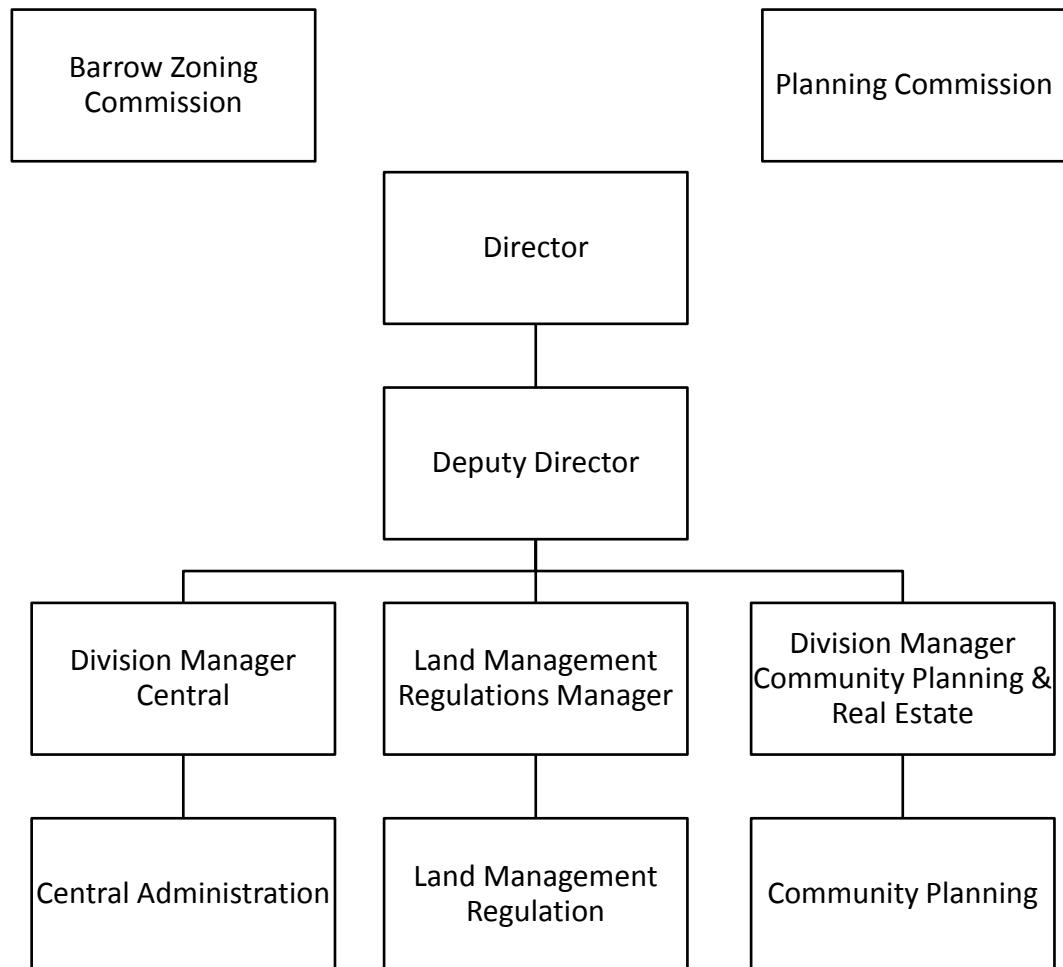 Barrow Zoning
Commission
Planning Commission
Director
Deputy Director
Division Manager
Central
Land Management
Regulations Manager
Division Manager
Community Planning &
Real Estate
Central Administration
Land Management
Regulation
Community Planning